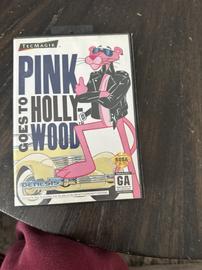 TECMAGIK
PINK
GOES TO
HOLLY-
WOOD
GENESIS
SEGA
GA